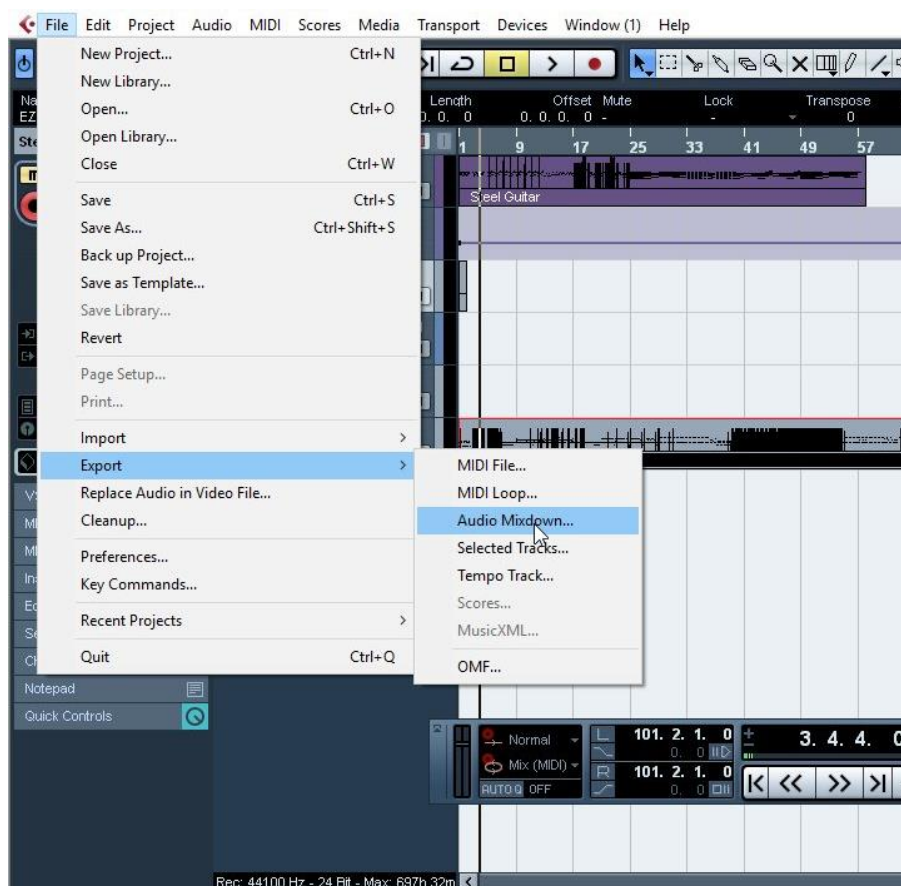 File Edit Project Audio MIDI Scores Media Transport Devices Window (1) Help
New Project... Ctrl+N
New Library...
Open... Ctrl+O
Open Library...
Close Ctrl+W
Save Ctrl+S
Save As... Ctrl+Shift+S
Back up Project...
Save as Template...
Save Library...
Revert
Page Setup...
Print...
Import
Export
Replace Audio in Video File...
Cleanup...
Preferences...
Key Commands...
Recent Projects
Quit Ctrl+Q
MIDI File...
MIDI Loop...
Audio Mixdown...
Selected Tracks...
Tempo Track...
Scores...
MusicXML...
OMF...
Length Offset Mute Lock Transpose
0. 0. 0 0. 0. 0. 0 - - 0
1 9 17 25 33 41 49 57
Steel Guitar
Notepad
Quick Controls
Normal L 101. 2. 1. 0 3. 4. 4. 0
0. 0
Mix (MIDI) R 101. 2. 1. 0
AUTO Q OFF 0. 0
Rec: 44100 Hz - 24 Bit - Max: 697h 32m